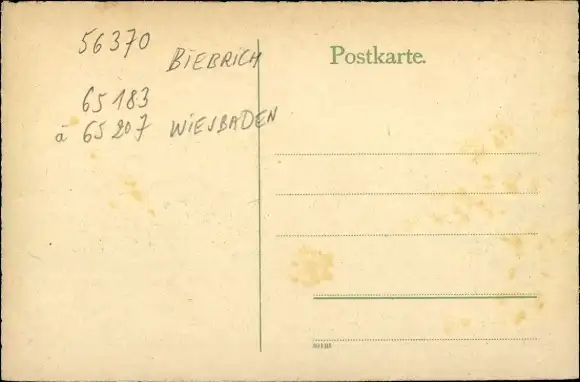 56370
BIEBRICH
65183
à 65207 WIESBADEN
Postkarte.